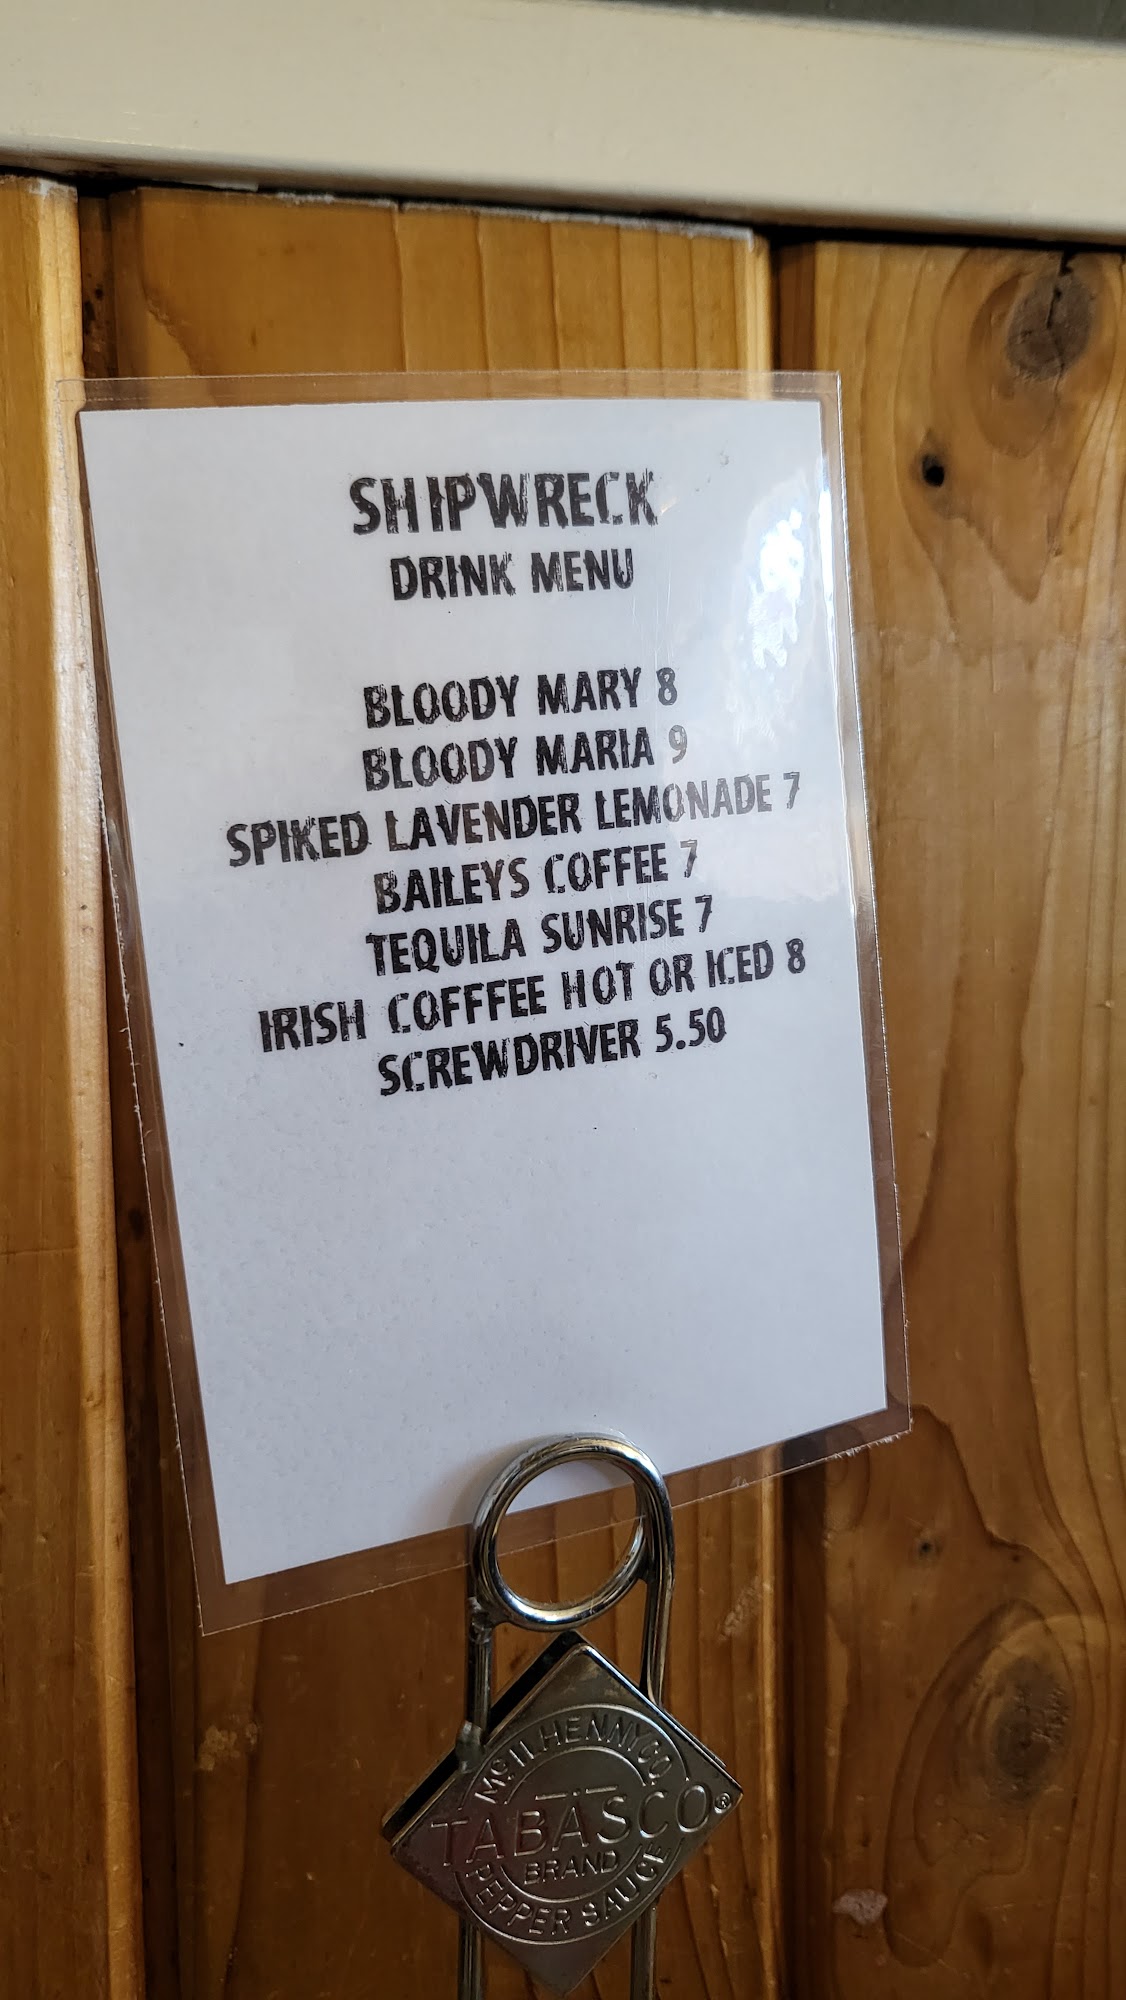 SHIPWRECK
DRINK MENU
BLOODY MARY 8
BLOODY MARIA 9
SPIKED LAVENDER LEMONADE 7
BAILEYS COFFEE 7
TEQUILA SUNRISE 7
IRISH COFFFEE HOT OR ICED 8
SCREWDRIVER 5.50
McILHENNY CO.
TABASCO®
BRAND
PEPPER SAUCE